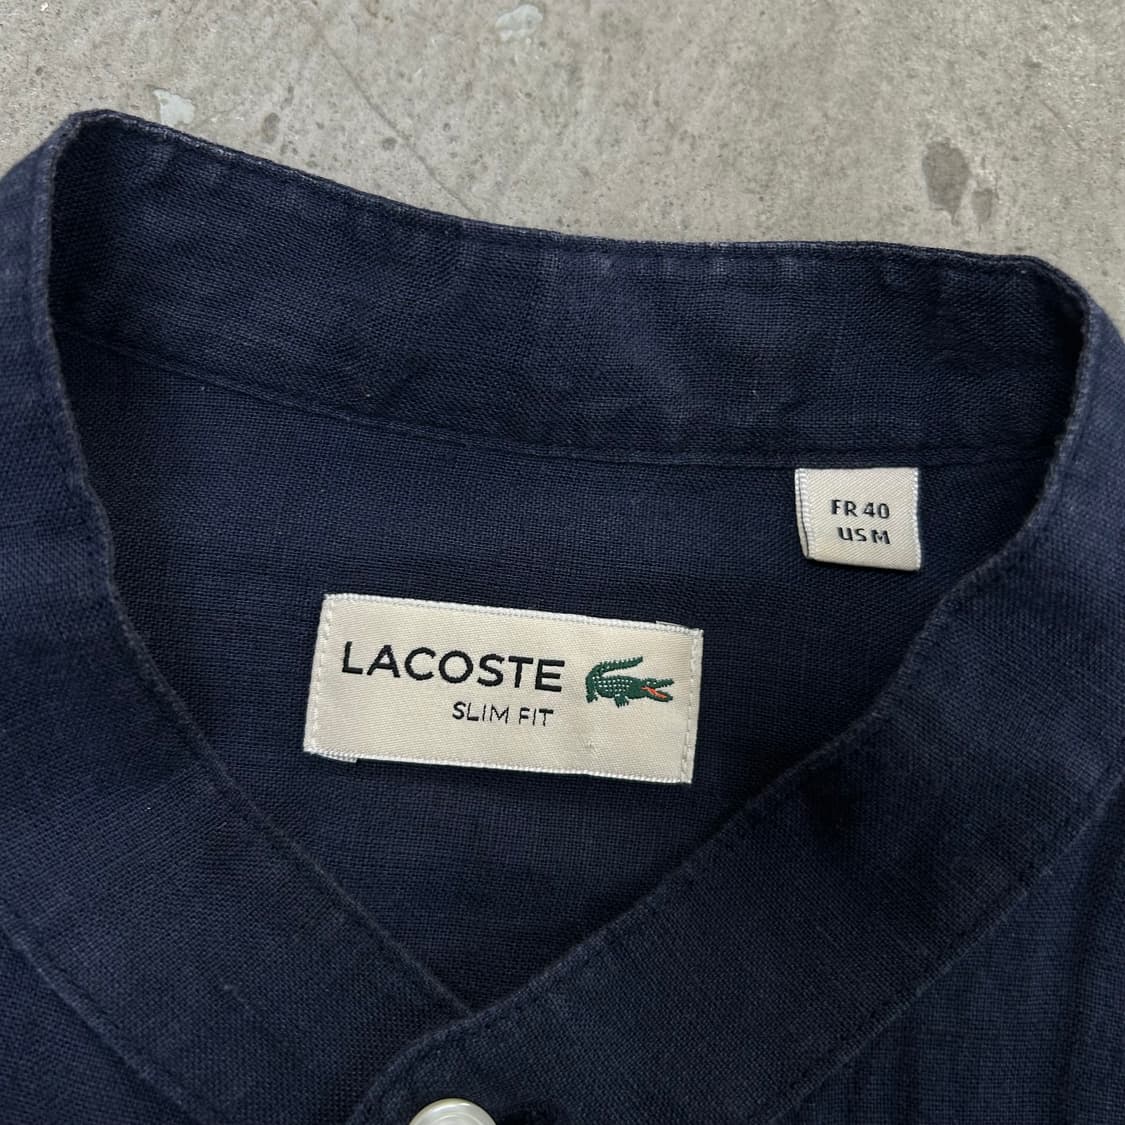 FR 40
US M
LACOSTE
SLIM FIT